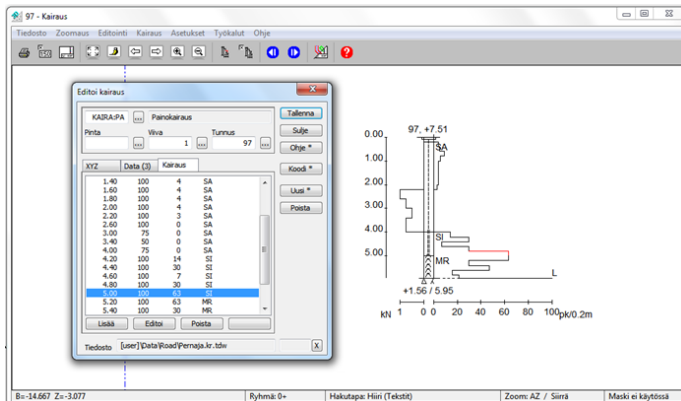 97 - Kairaus
Tiedosto Zoomaus Editointi Kairaus Asetukset Työkalut Ohje
Editoi kairaus
KAIRA:PA ... Painokairaus
Tallenna
Pinta Viiva Tunnus
Sulje
... 1 ... 97 ...
Ohje *
XYZ Data (3) Kairaus
Koodi *
1.40 100 4 SA
1.60 100 4 SA
1.80 100 4 SA
Uusi *
2.00 100 4 SA
2.20 100 3 SA
Poista
2.60 100 0 SA
3.00 75 0 SA
3.40 50 0 SA
4.00 75 0 SA
4.20 100 14 SI
4.40 100 30 SI
4.60 100 7 SI
4.80 100 30 SI
5.00 100 63 SI
5.20 100 63 MR
5.40 100 30 MR
Lisää Editoi Poista
Tiedosto [user]\Data\Road\Pernaja.kr.tdw X
97, +7.51
0.00
SA
1.00
2.00
3.00
4.00
SI
5.00
MR
L
+1.56 / 5.95
kN 1 0 0 20 40 60 80 100 pk/0.2m
B=-14.667 Z=-3.077 Ryhmä: 0+ Hakutapa: Hiiri (Tekstit) Zoom: AZ / Siirrä Maski ei käytössä